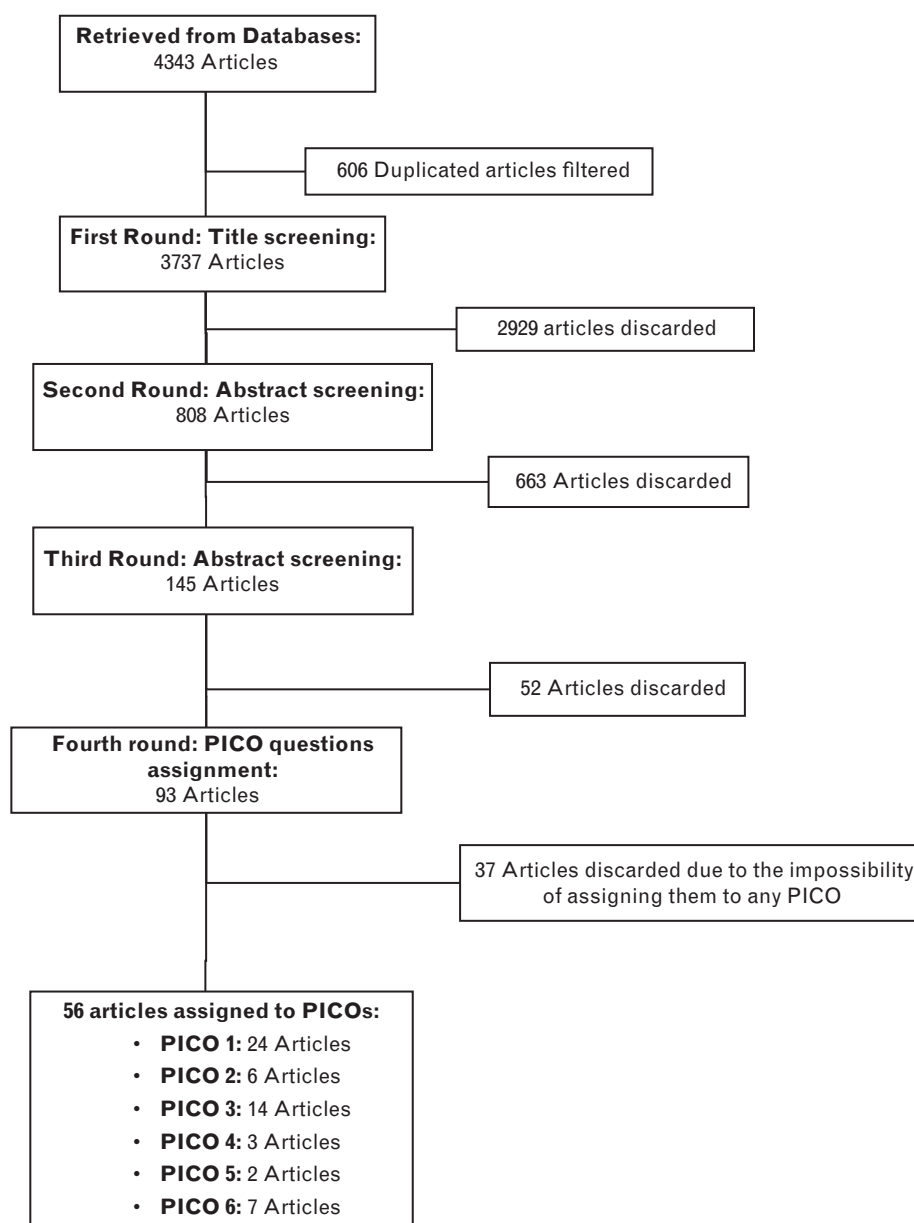 Retrieved from Databases:
4343 Articles
606 Duplicated articles filtered
First Round: Title screening:
3737 Articles
2929 articles discarded
Second Round: Abstract screening:
808 Articles
663 Articles discarded
Third Round: Abstract screening:
145 Articles
52 Articles discarded
Fourth round: PICO questions
assignment:
93 Articles
37 Articles discarded due to the impossibility
of assigning them to any PICO
56 articles assigned to PICOs:
• PICO 1: 24 Articles
• PICO 2: 6 Articles
• PICO 3: 14 Articles
• PICO 4: 3 Articles
• PICO 5: 2 Articles
• PICO 6: 7 Articles